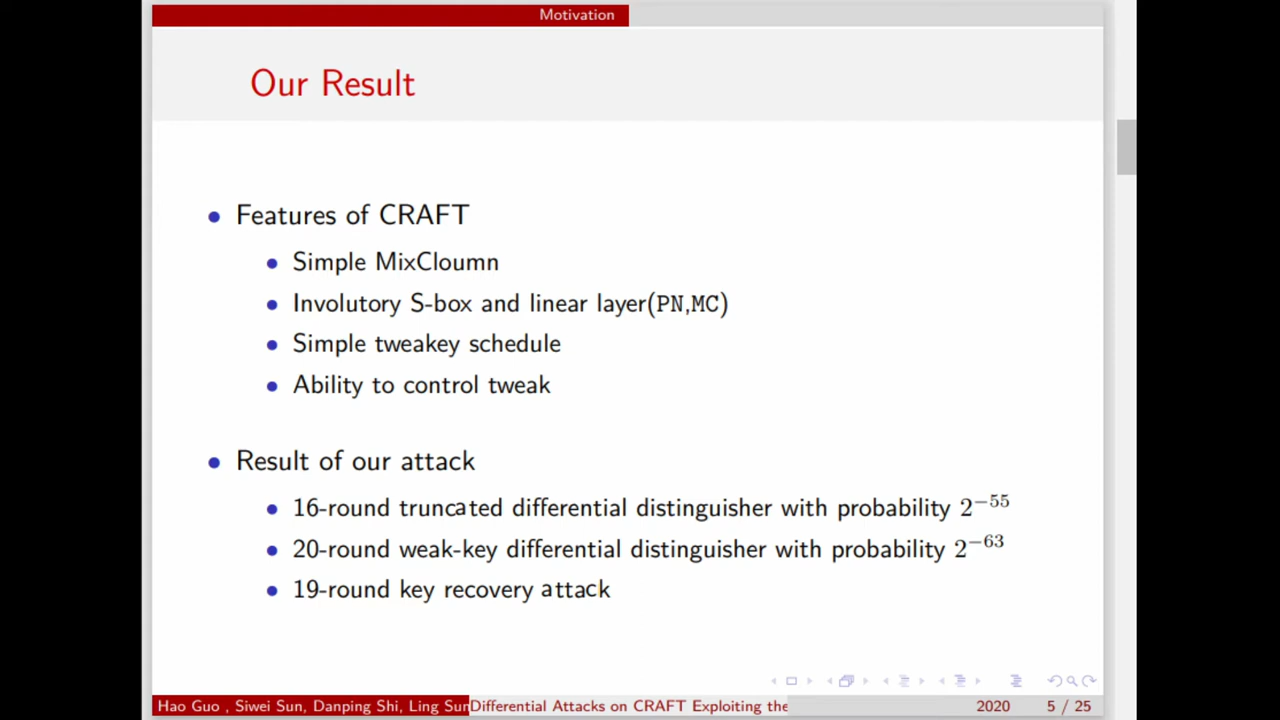 Motivation
Our Result
Features of CRAFT
Simple MixCloumn
Involutory S-box and linear layer(PN,MC)
Simple tweakey schedule
Ability to control tweak
Result of our attack
16-round truncated differential distinguisher with probability 2^{-55}
20-round weak-key differential distinguisher with probability 2^{-63}
19-round key recovery attack
Hao Guo , Siwei Sun, Danping Shi, Ling Sun Differential Attacks on CRAFT Exploiting the 2020 5 / 25